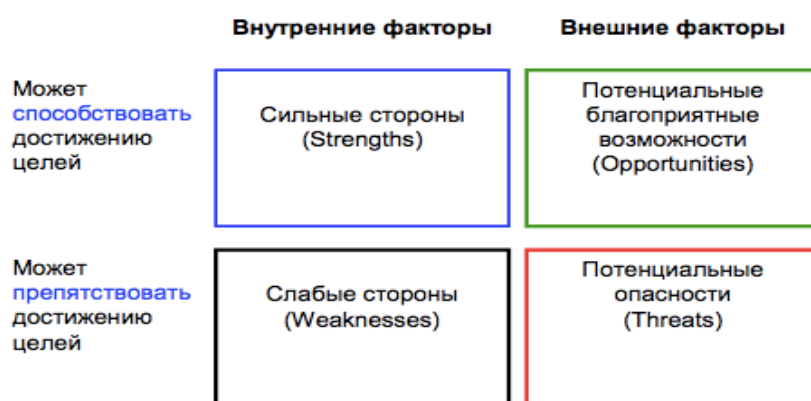 Внутренние факторы
Внешние факторы
Может
способствовать
достижению
целей
Сильные стороны
(Strengths)
Потенциальные
благоприятные
возможности
(Opportunities)
Может
препятствовать
достижению
целей
Слабые стороны
(Weaknesses)
Потенциальные
опасности
(Threats)